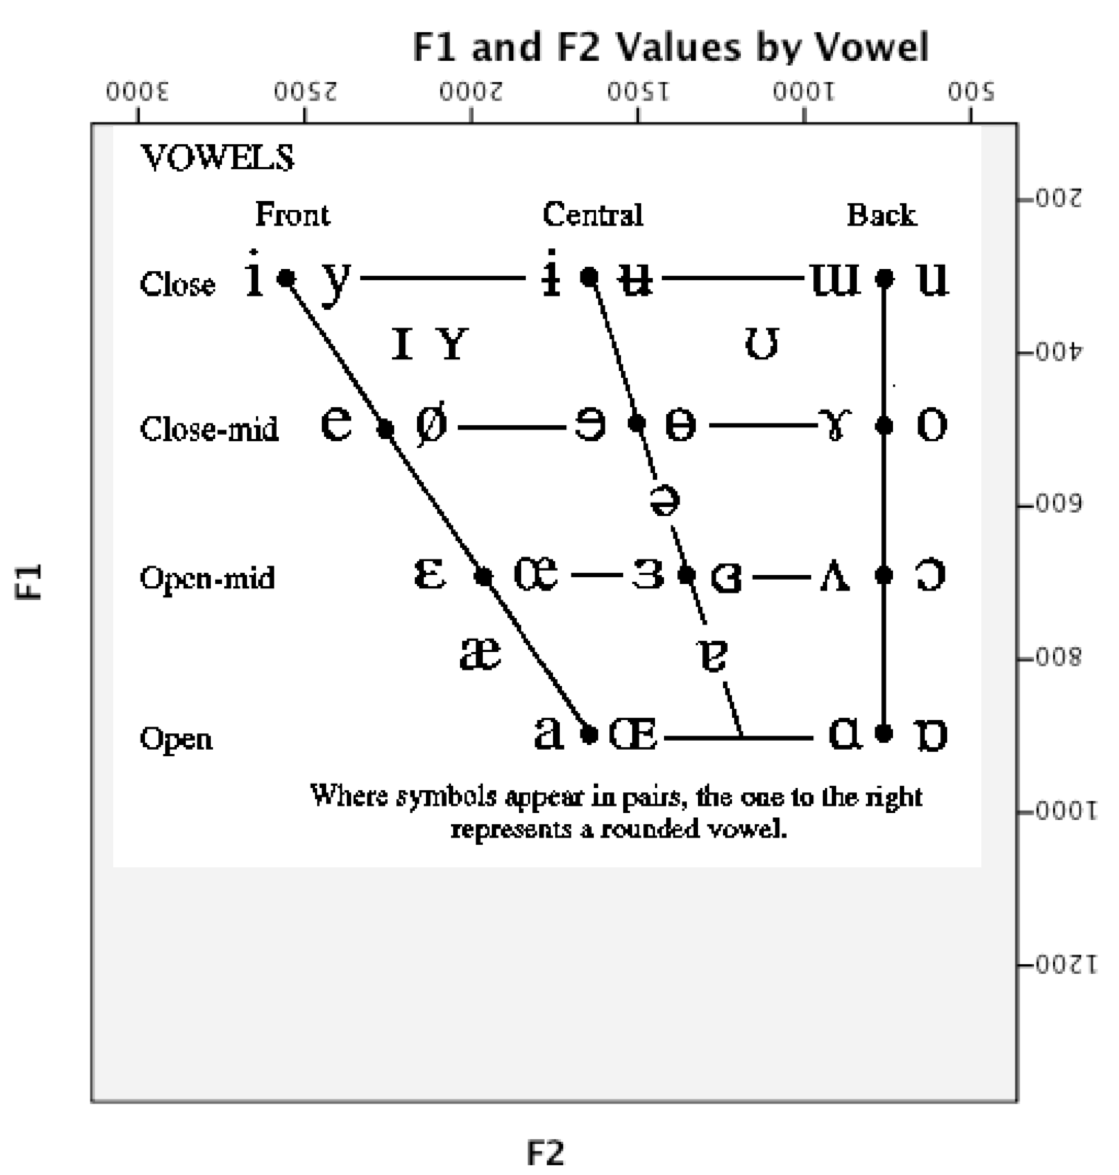 F1 and F2 Values by Vowel
3000 2500 2000 1500 1000 500
VOWELS
200
Front Central Back
Close i y ɨ ʉ ɯ u
ɪ ʏ ʊ
400
Close-mid e ø ɘ ɵ ɤ o
ə
600
F1
Open-mid ɛ œ ɜ ɞ ʌ ɔ
æ ɐ
800
Open a ɶ ɑ ɒ
Where symbols appear in pairs, the one to the right
represents a rounded vowel.
1000
1200
F2